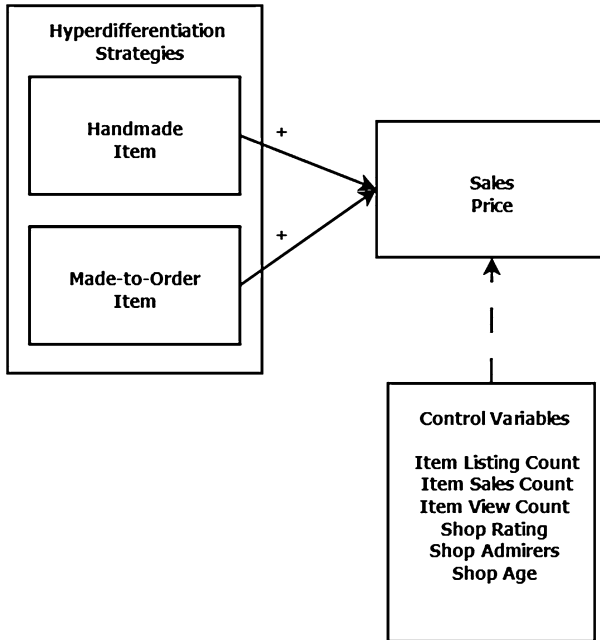 Hyperdifferentiation
Strategies
Handmade
Item
+
Sales
Price
+
Made-to-Order
Item
Control Variables
Item Listing Count
Item Sales Count
Item View Count
Shop Rating
Shop Admirers
Shop Age